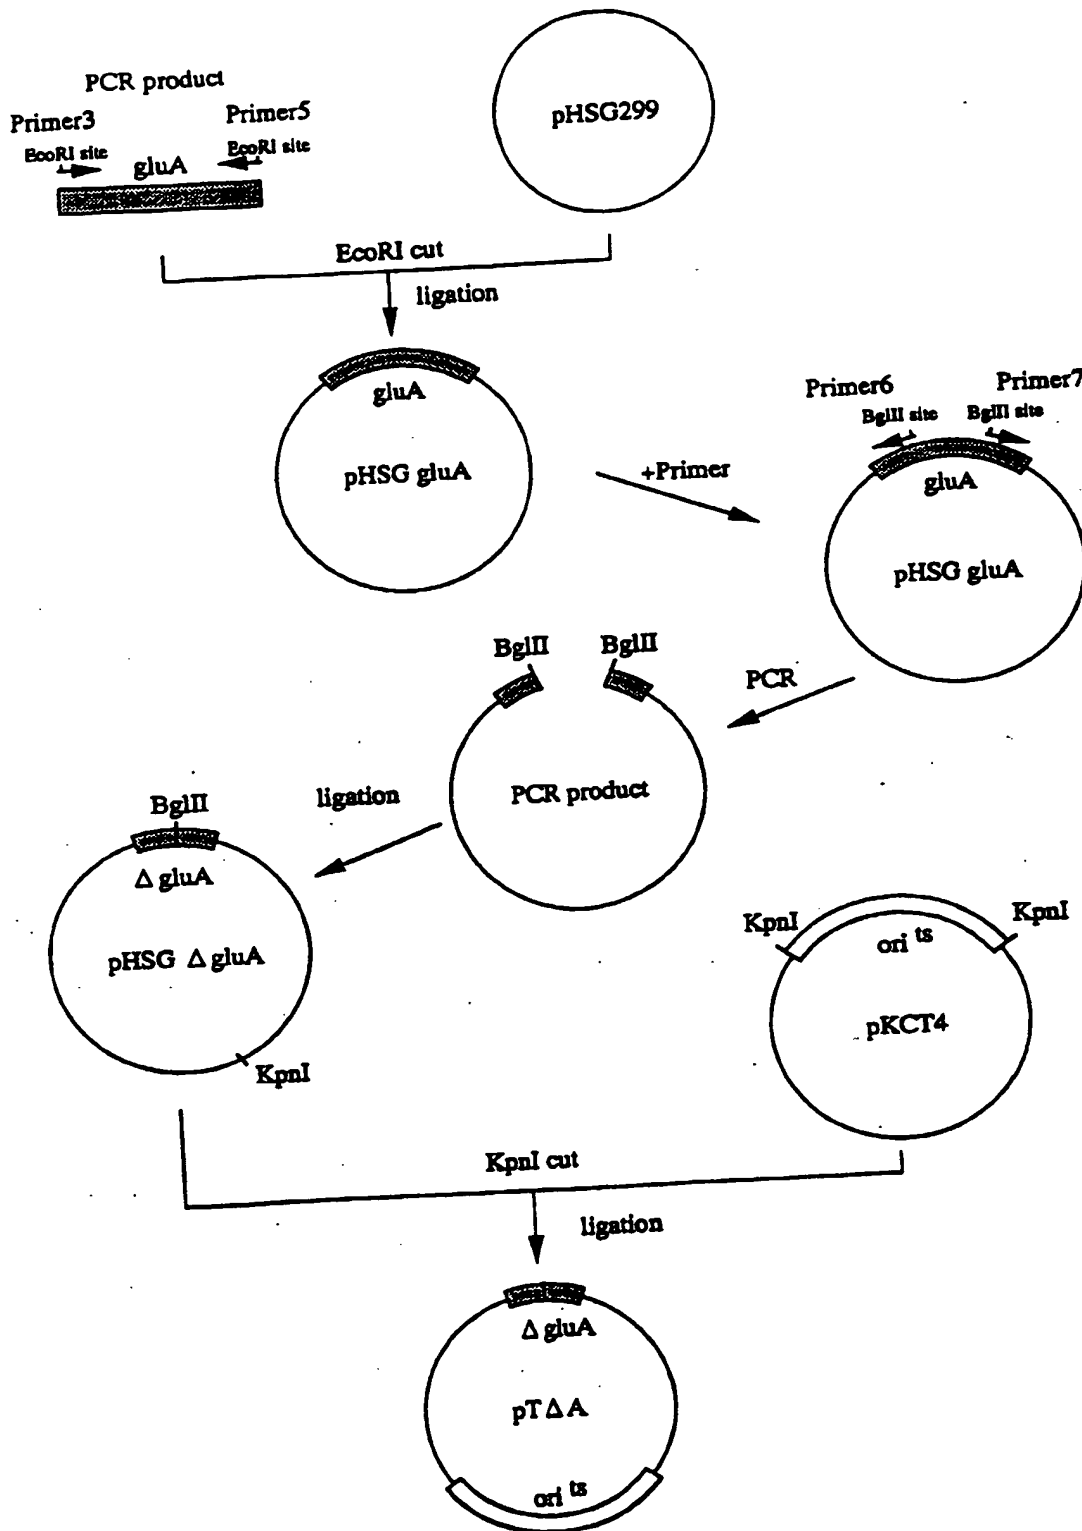 PCR product
Primer3
Primer5
EcoRI site
EcoRI site
gluA
pHSG299
EcoRI cut
ligation
gluA
pHSG gluA
+Primer
Primer6
Primer7
BglII site
BglII site
gluA
pHSG gluA
PCR
BglII
BglII
PCR product
ligation
BglII
Δ gluA
pHSG Δ gluA
KpnI
KpnI
KpnI
ori ts
pKCT4
KpnI cut
ligation
Δ gluA
pT Δ A
ori ts